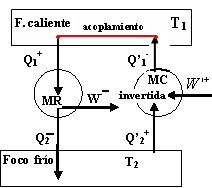 F. caliente acoplamiento T1
Q1+ Q'1-
MR W- MC invertida W'+
Q2- Q'2+
Foco frío T2